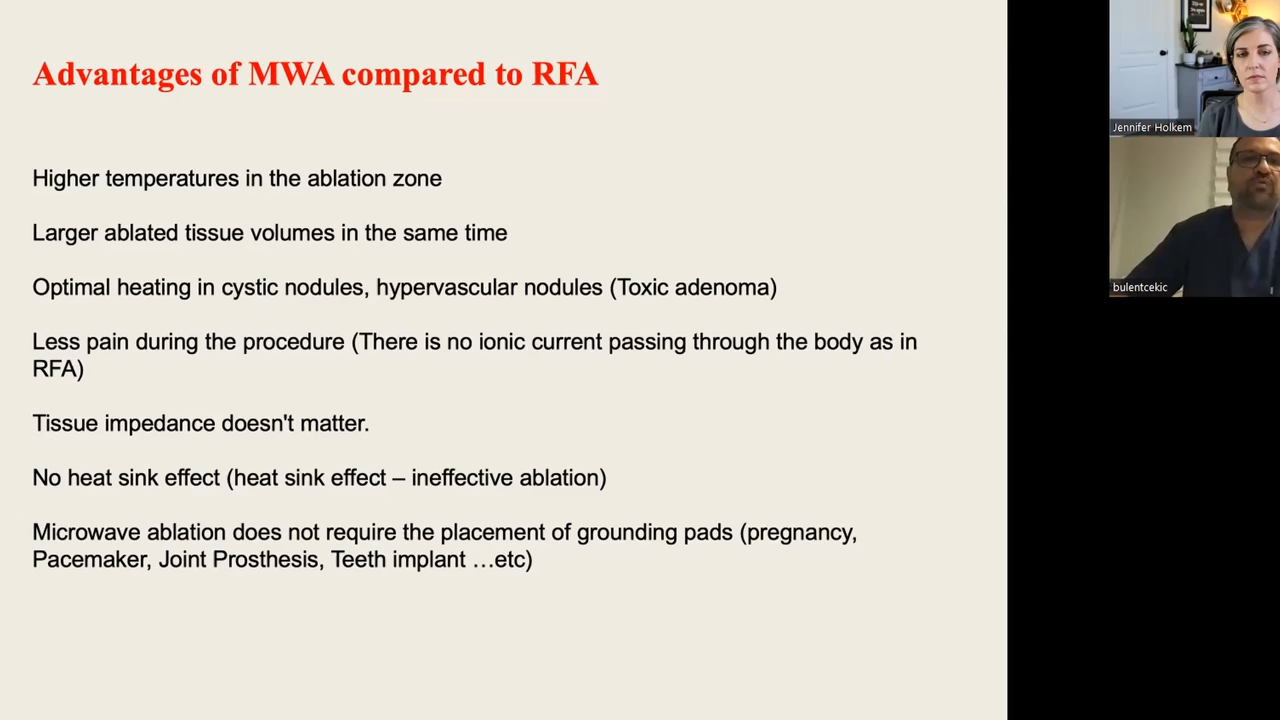 Advantages of MWA compared to RFA
Higher temperatures in the ablation zone
Larger ablated tissue volumes in the same time
Optimal heating in cystic nodules, hypervascular nodules (Toxic adenoma)
Less pain during the procedure (There is no ionic current passing through the body as in
RFA)
Tissue impedance doesn't matter.
No heat sink effect (heat sink effect – ineffective ablation)
Microwave ablation does not require the placement of grounding pads (pregnancy,
Pacemaker, Joint Prosthesis, Teeth implant …etc)
Jennifer Holkem
bulentcekic